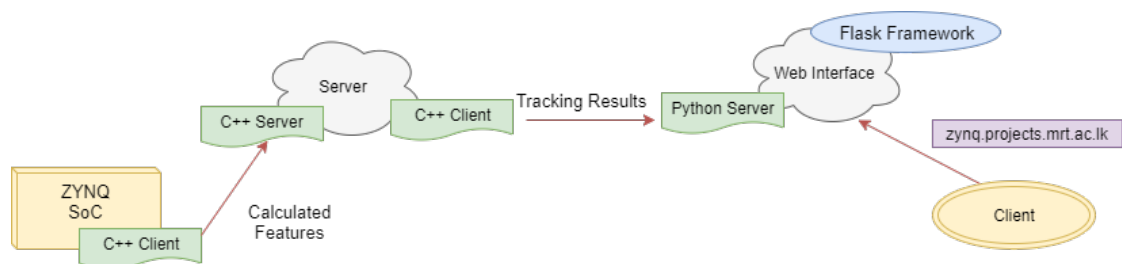 Flask Framework
Web Interface
Server
Tracking Results
Python Server
C++ Server
C++ Client
zynq.projects.mrt.ac.lk
ZYNQ
SoC
Calculated
Features
C++ Client
Client